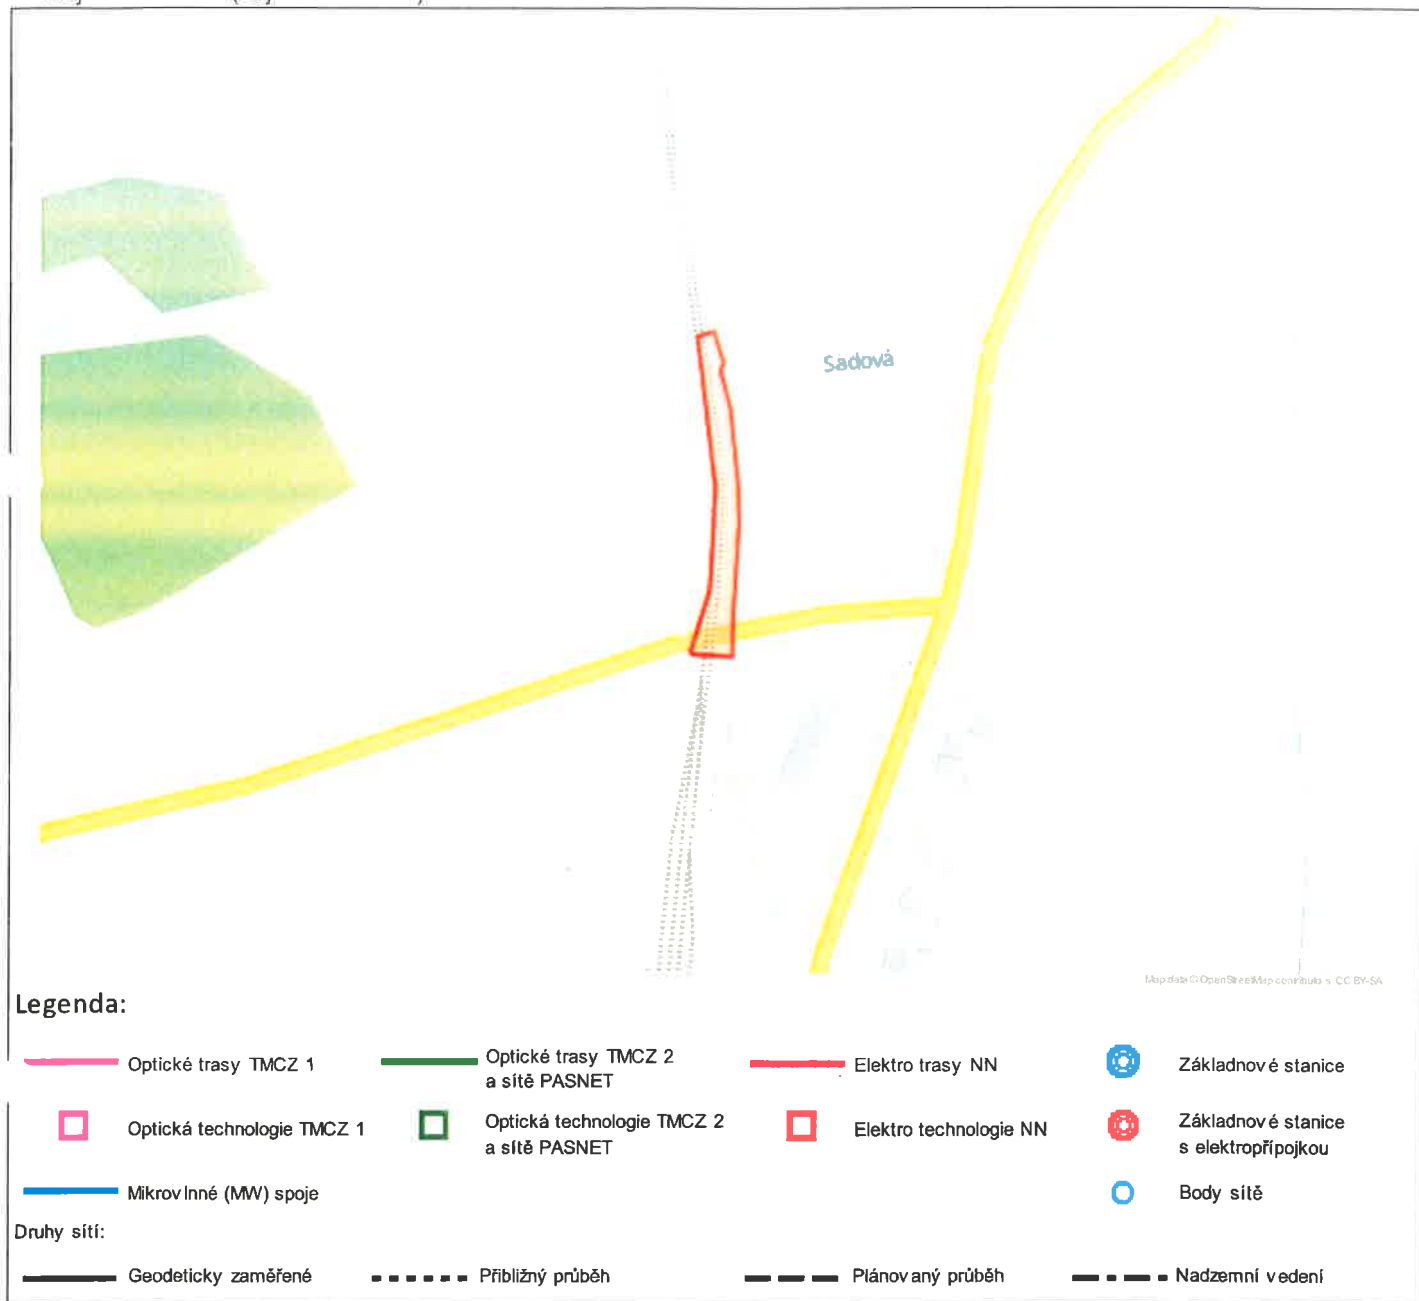 Sadová
Map data © OpenStreetMap contributors, CC BY-SA
Legenda:
Optické trasy TMCZ 1
Optické trasy TMCZ 2
a sítě PASNET
Elektro trasy NN
Základnové stanice
Optická technologie TMCZ 1
Optická technologie TMCZ 2
a sítě PASNET
Elektro technologie NN
Základnové stanice
s elektropřípojkou
Mikrovlnné (MW) spoje
Body sítě
Druhy sítí:
Geodeticky zaměřené
Přibližný průběh
Plánovaný průběh
Nadzemní vedení